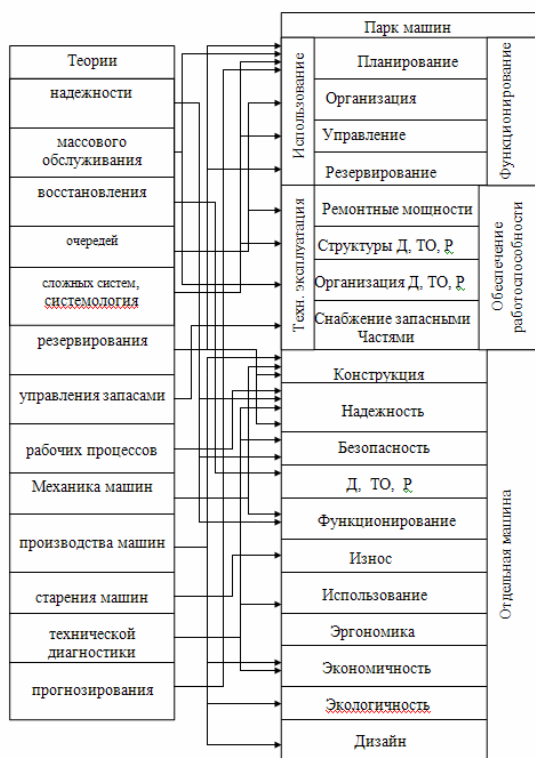 Теории
надежности
массового
обслуживания
восстановления
очередей
сложных систем,
системология
резервирования
управления запасами
рабочих процессов
Механика машин
производства машин
старения машин
технической
диагностики
прогнозирования
Парк машин
Использование
Планирование
Организация
Управление
Резервирование
Функционирование
Техн. эксплуатация
Ремонтные мощности
Структуры Д, ТО, Р
Организация Д, ТО, Р
Снабжение запасными
Частями
Обеспечение
работоспособности
Конструкция
Надежность
Безопасность
Д, ТО, Р
Функционирование
Износ
Использование
Эргономика
Экономичность
Экологичность
Дизайн
Отдельная машина